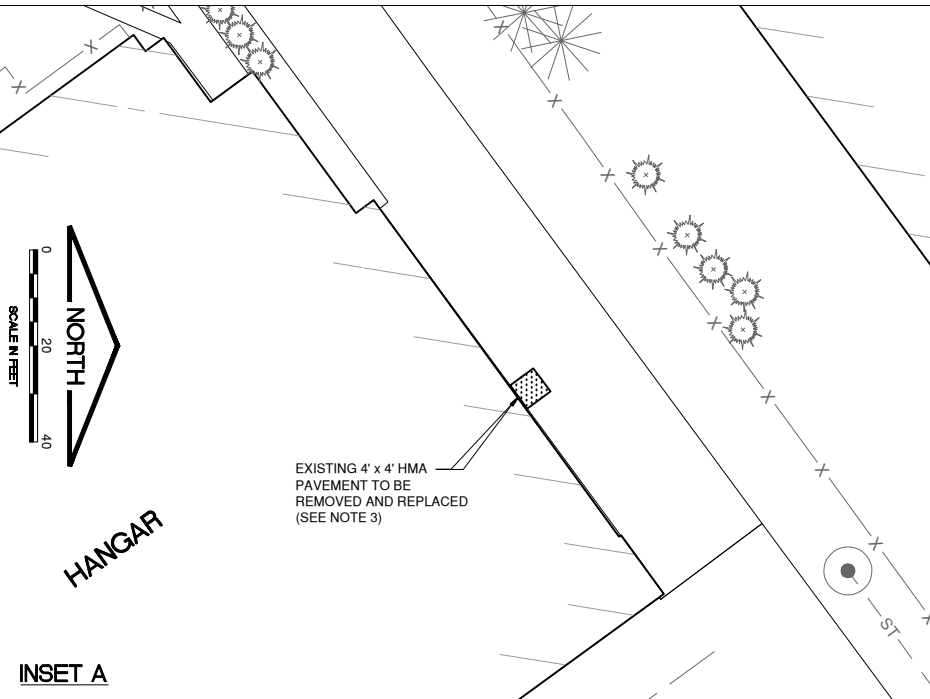 0
20
40
SCALE IN FEET
NORTH
EXISTING 4' x 4' HMA
PAVEMENT TO BE
REMOVED AND REPLACED
(SEE NOTE 3)
HANGAR
ST
INSET A